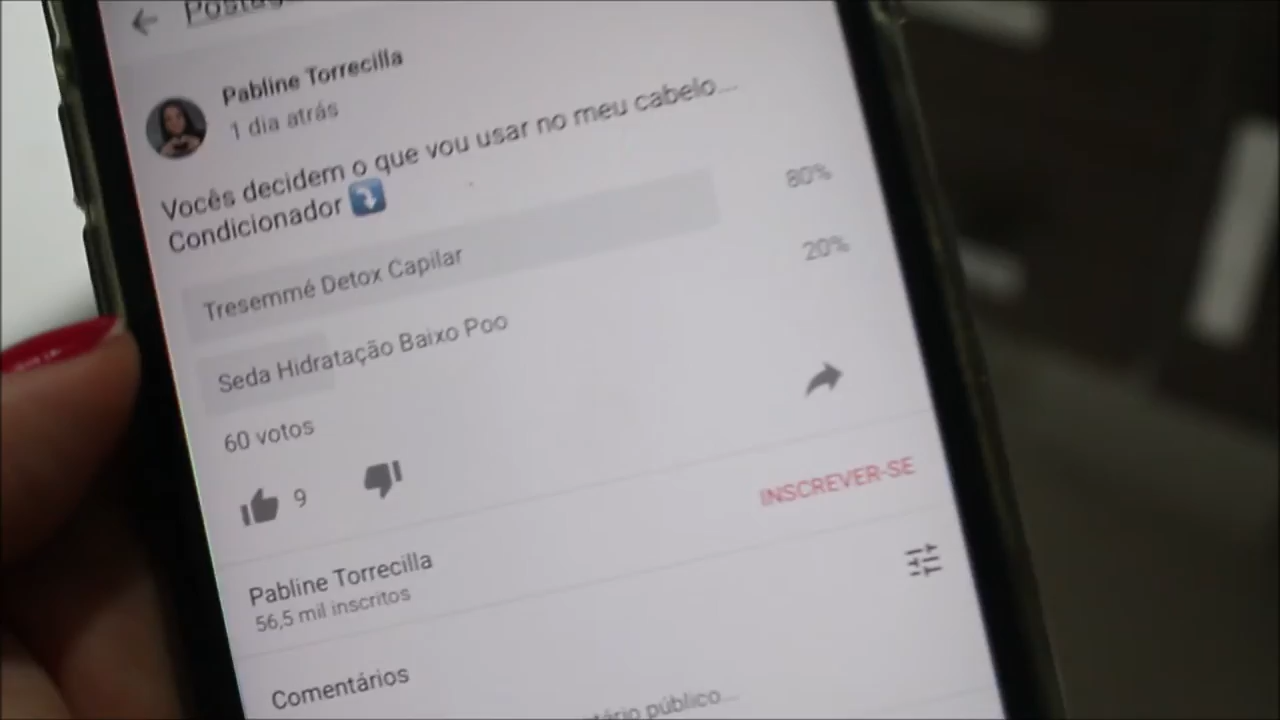 Pabline Torrecilla
1 dia atrás
Vocês decidem o que vou usar no meu cabelo...
Condicionador
Tresemmé Detox Capilar 80%
Seda Hidratação Baixo Poo 20%
60 votos
9
INSCREVER-SE
Pabline Torrecilla
56,5 mil inscritos
Comentários
público...